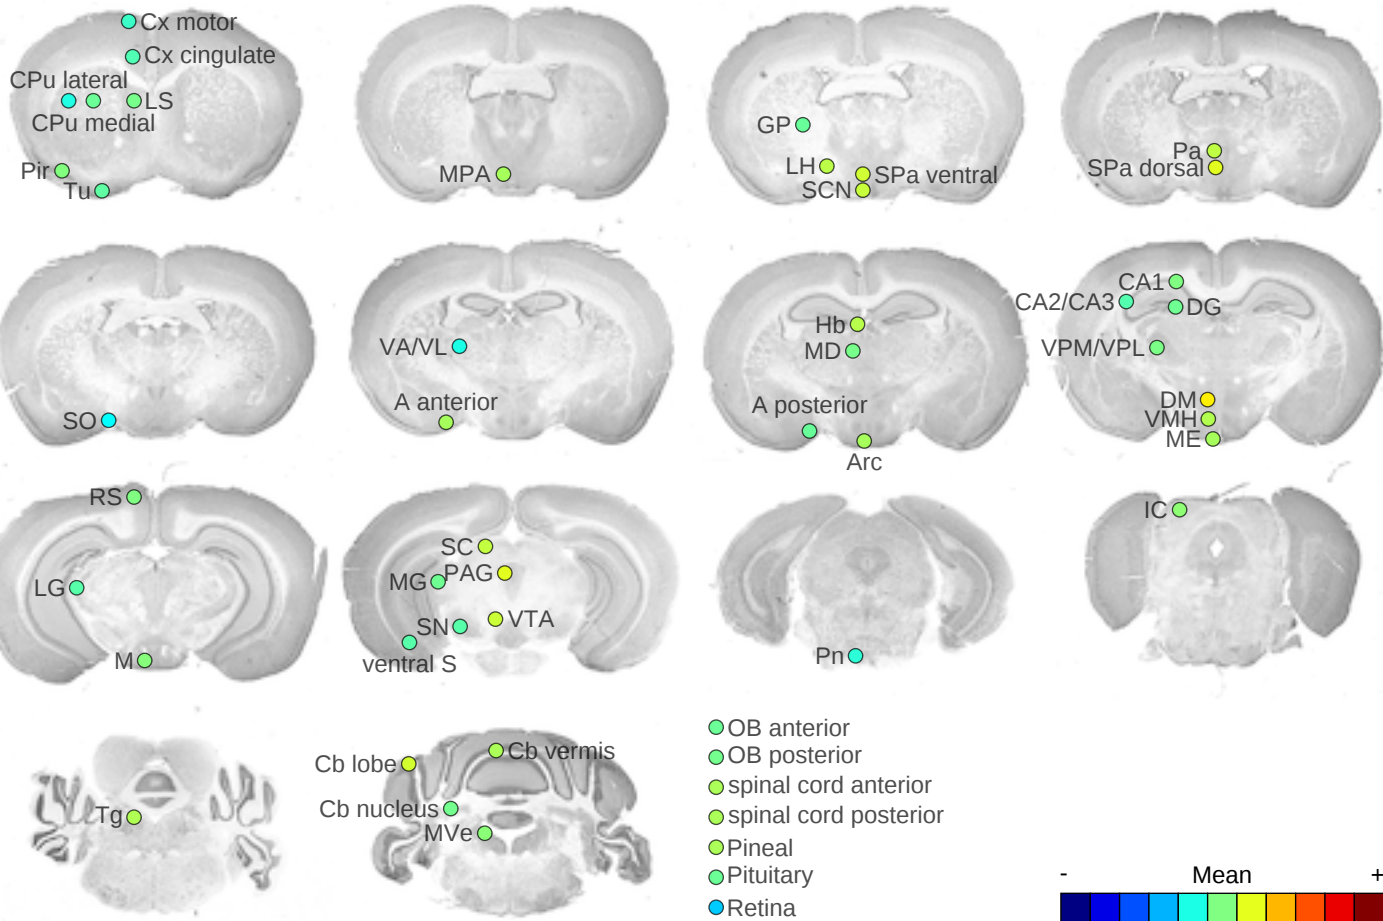 Cx motor
Cx cingulate
CPu lateral
LS
CPu medial
Pir
Tu
MPA
GP
LH
SPa ventral
SCN
Pa
SPa dorsal
SO
VA/VL
A anterior
Hb
MD
A posterior
Arc
CA1
CA2/CA3
DG
VPM/VPL
DM
VMH
ME
RS
LG
M
SC
PAG
MG
VTA
SN
ventral S
Pn
IC
Tg
Cb lobe
Cb vermis
Cb nucleus
MVe
OB anterior
OB posterior
spinal cord anterior
spinal cord posterior
Pineal
Pituitary
Retina
- Mean +